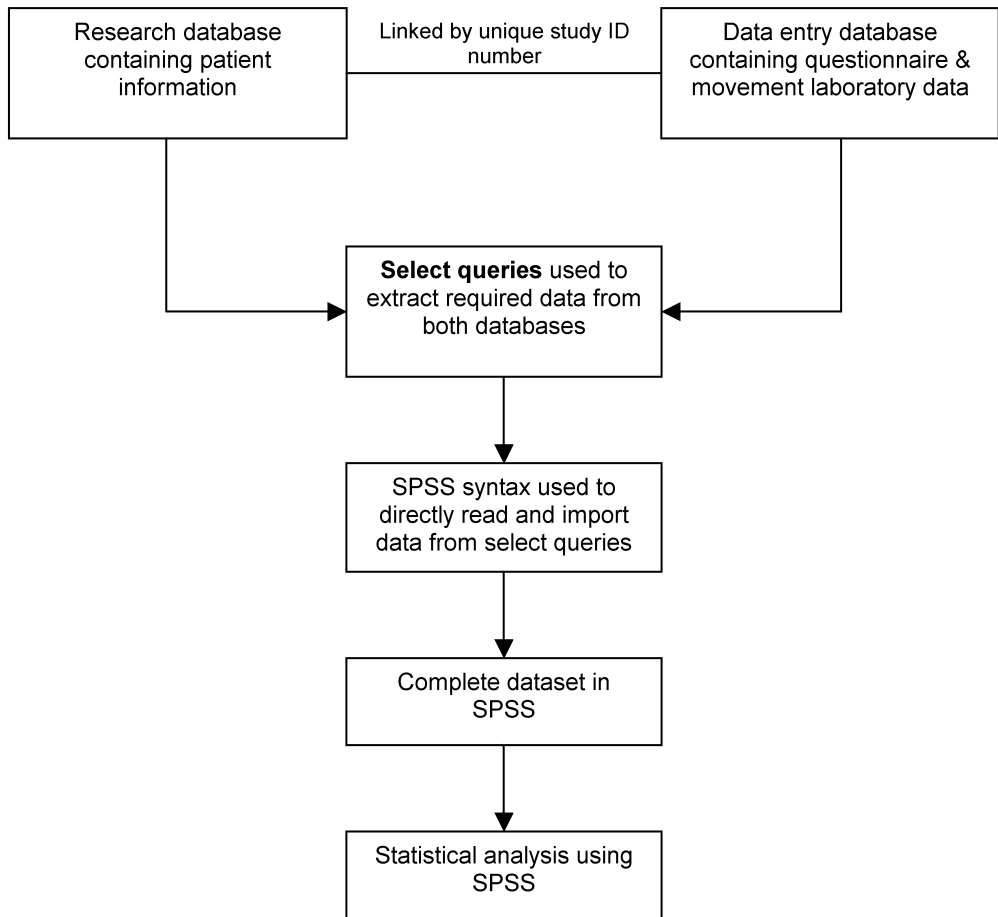 Research database
containing patient
information
Linked by unique study ID
number
Data entry database
containing questionnaire &
movement laboratory data
Select queries used to
extract required data from
both databases
SPSS syntax used to
directly read and import
data from select queries
Complete dataset in
SPSS
Statistical analysis using
SPSS